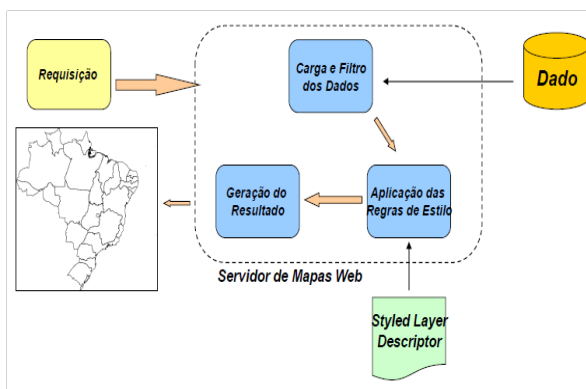 Requisição
Carga e Filtro
dos Dados
Dado
Geração do
Resultado
Aplicação das
Regras de Estilo
Servidor de Mapas Web
Styled Layer
Descriptor